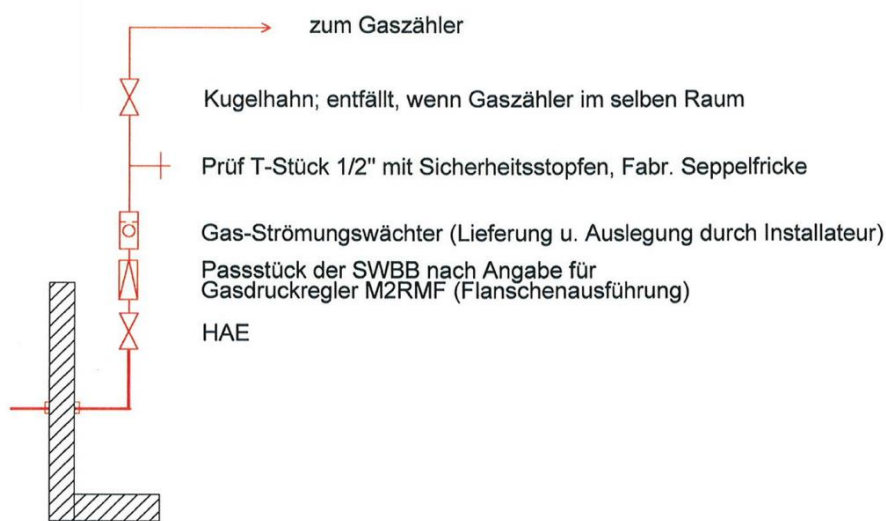 zum Gaszähler
Kugelhahn; entfällt, wenn Gaszähler im selben Raum
Prüf T-Stück 1/2" mit Sicherheitsstopfen, Fabr. Seppelfricke
Gas-Strömungswächter (Lieferung u. Auslegung durch Installateur)
Passstück der SWBB nach Angabe für
Gasdruckregler M2RMF (Flanschenausführung)
HAE